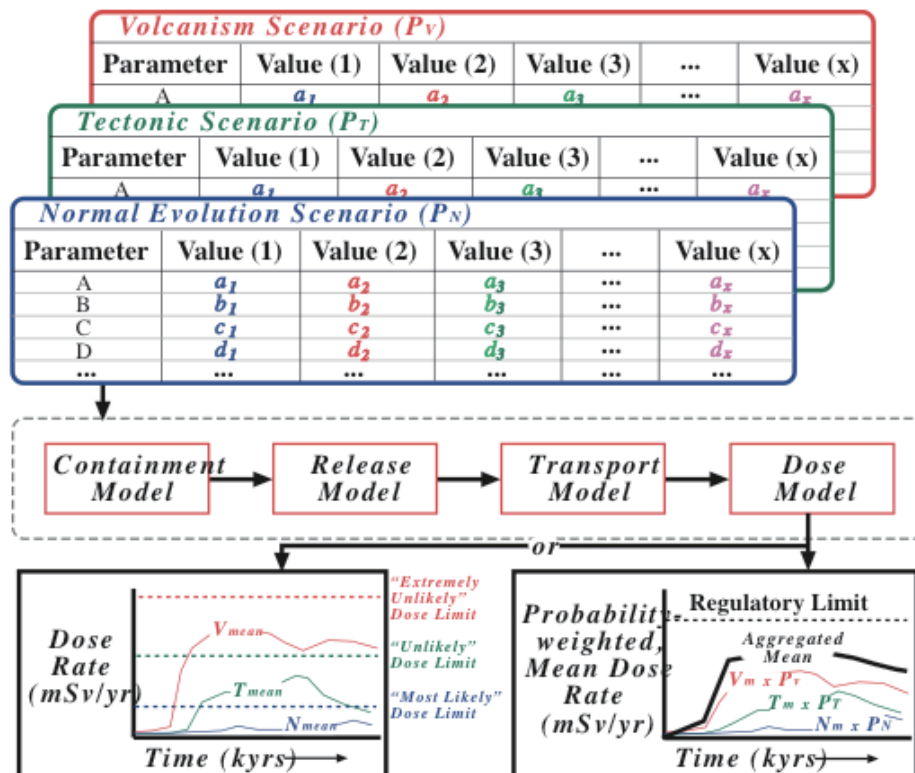 Volcanism Scenario (PV)
Parameter Value (1) Value (2) Value (3) ... Value (x)
A a1 a2 a3 ... ax
Tectonic Scenario (PT)
Parameter Value (1) Value (2) Value (3) ... Value (x)
A a1 a2 a3 ... ax
Normal Evolution Scenario (PN)
Parameter Value (1) Value (2) Value (3) ... Value (x)
A a1 a2 a3 ... ax
B b1 b2 b3 ... bx
C c1 c2 c3 ... cx
D d1 d2 d3 ... dx
... ... ... ... ... ...
Containment
Model
Release
Model
Transport
Model
Dose
Model
or
Dose
Rate
(mSv/yr)
Vmean
Tmean
Nmean
Time (kyrs)
"Extremely
Unlikely"
Dose Limit
"Unlikely"
Dose Limit
"Most Likely"
Dose Limit
Probability-
weighted,
Mean Dose
Rate
(mSv/yr)
Regulatory Limit
Aggregated
Mean
Vm x PV
Tm x PT
Nm x PN
Time (kyrs)